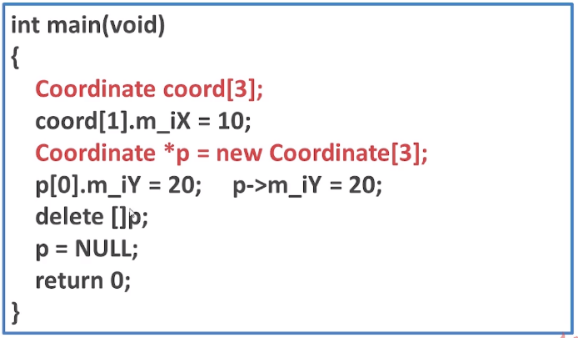 int main(void)
{
Coordinate coord[3];
coord[1].m_iX = 10;
Coordinate *p = new Coordinate[3];
p[0].m_iY = 20; p->m_iY = 20;
delete []p;
p = NULL;
return 0;
}